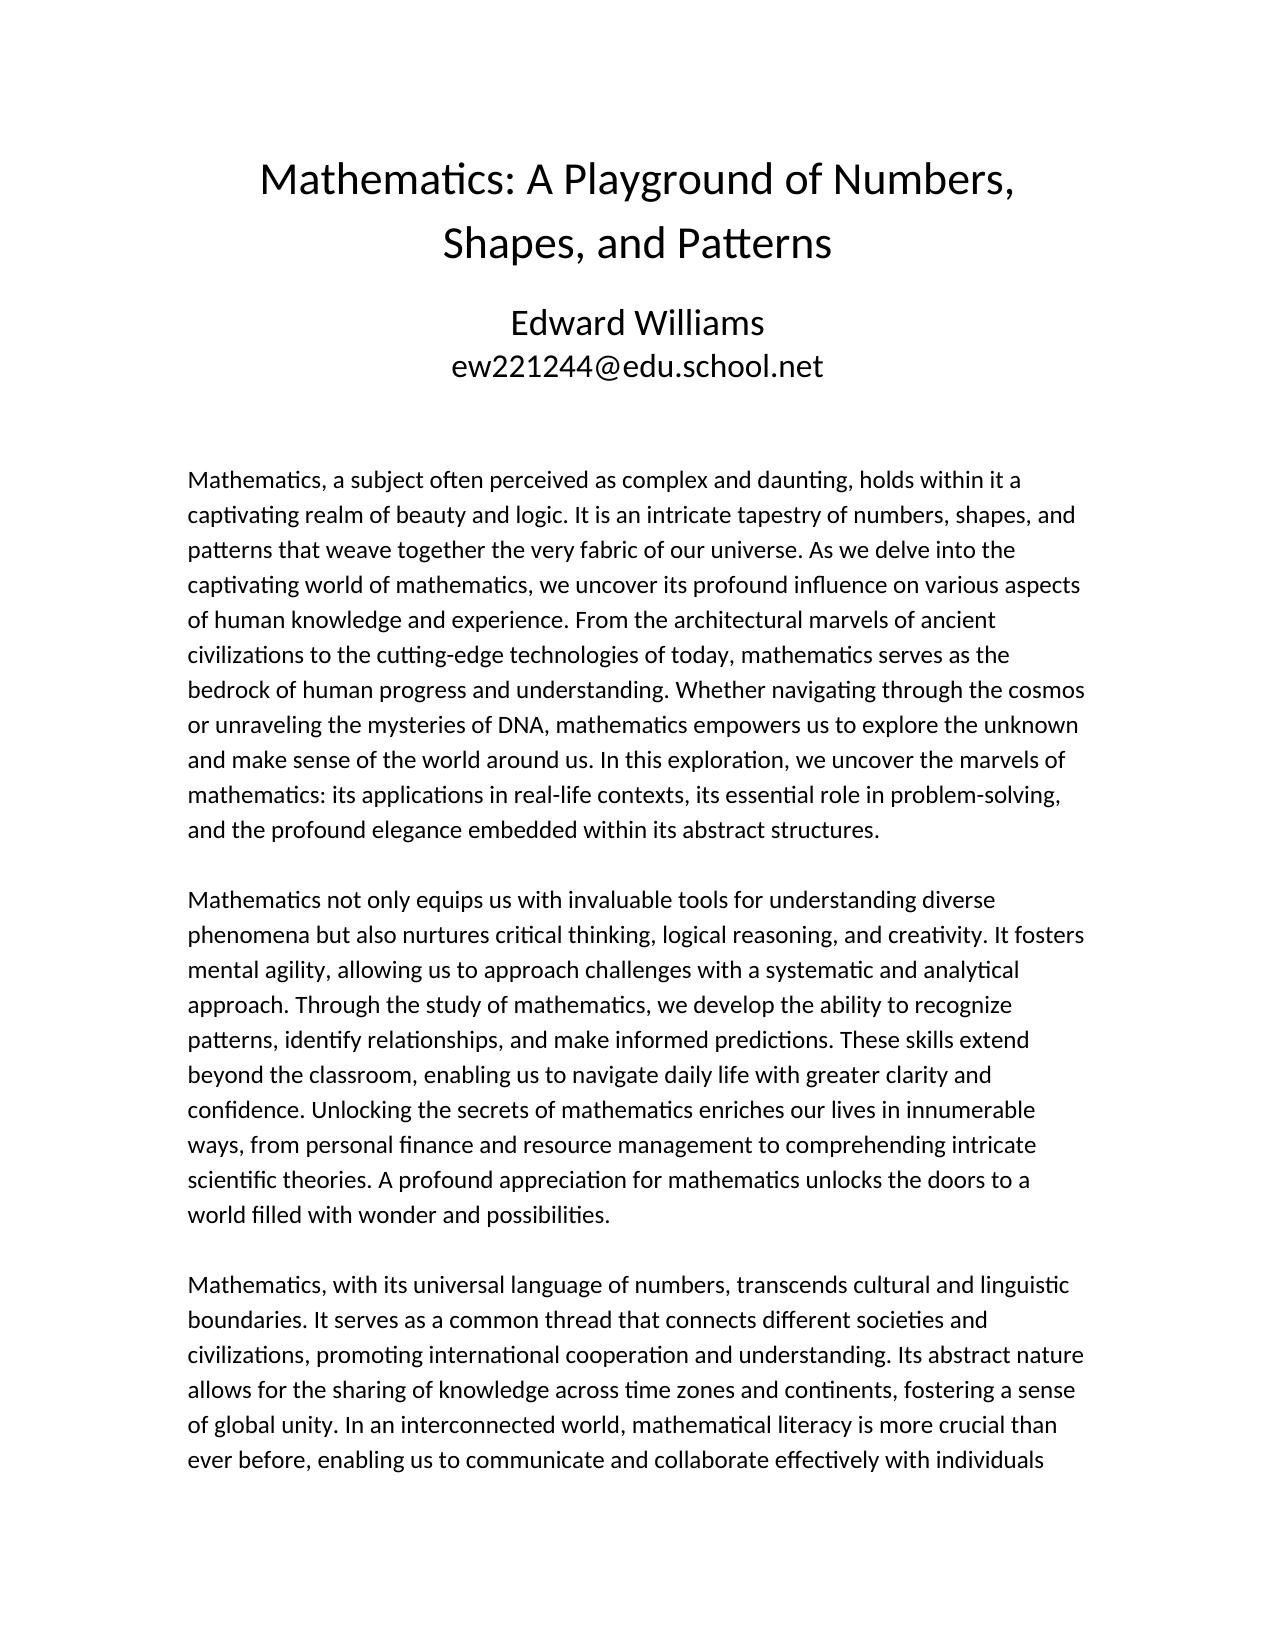 Mathematics: A Playground of Numbers,
Shapes, and Patterns
Edward Williams
ew221244@edu.school.net
Mathematics, a subject often perceived as complex and daunting, holds within it a
captivating realm of beauty and logic. It is an intricate tapestry of numbers, shapes, and
patterns that weave together the very fabric of our universe. As we delve into the
captivating world of mathematics, we uncover its profound influence on various aspects
of human knowledge and experience. From the architectural marvels of ancient
civilizations to the cutting-edge technologies of today, mathematics serves as the
bedrock of human progress and understanding. Whether navigating through the cosmos
or unraveling the mysteries of DNA, mathematics empowers us to explore the unknown
and make sense of the world around us. In this exploration, we uncover the marvels of
mathematics: its applications in real-life contexts, its essential role in problem-solving,
and the profound elegance embedded within its abstract structures.
Mathematics not only equips us with invaluable tools for understanding diverse
phenomena but also nurtures critical thinking, logical reasoning, and creativity. It fosters
mental agility, allowing us to approach challenges with a systematic and analytical
approach. Through the study of mathematics, we develop the ability to recognize
patterns, identify relationships, and make informed predictions. These skills extend
beyond the classroom, enabling us to navigate daily life with greater clarity and
confidence. Unlocking the secrets of mathematics enriches our lives in innumerable
ways, from personal finance and resource management to comprehending intricate
scientific theories. A profound appreciation for mathematics unlocks the doors to a
world filled with wonder and possibilities.
Mathematics, with its universal language of numbers, transcends cultural and linguistic
boundaries. It serves as a common thread that connects different societies and
civilizations, promoting international cooperation and understanding. Its abstract nature
allows for the sharing of knowledge across time zones and continents, fostering a sense
of global unity. In an interconnected world, mathematical literacy is more crucial than
ever before, enabling us to communicate and collaborate effectively with individuals